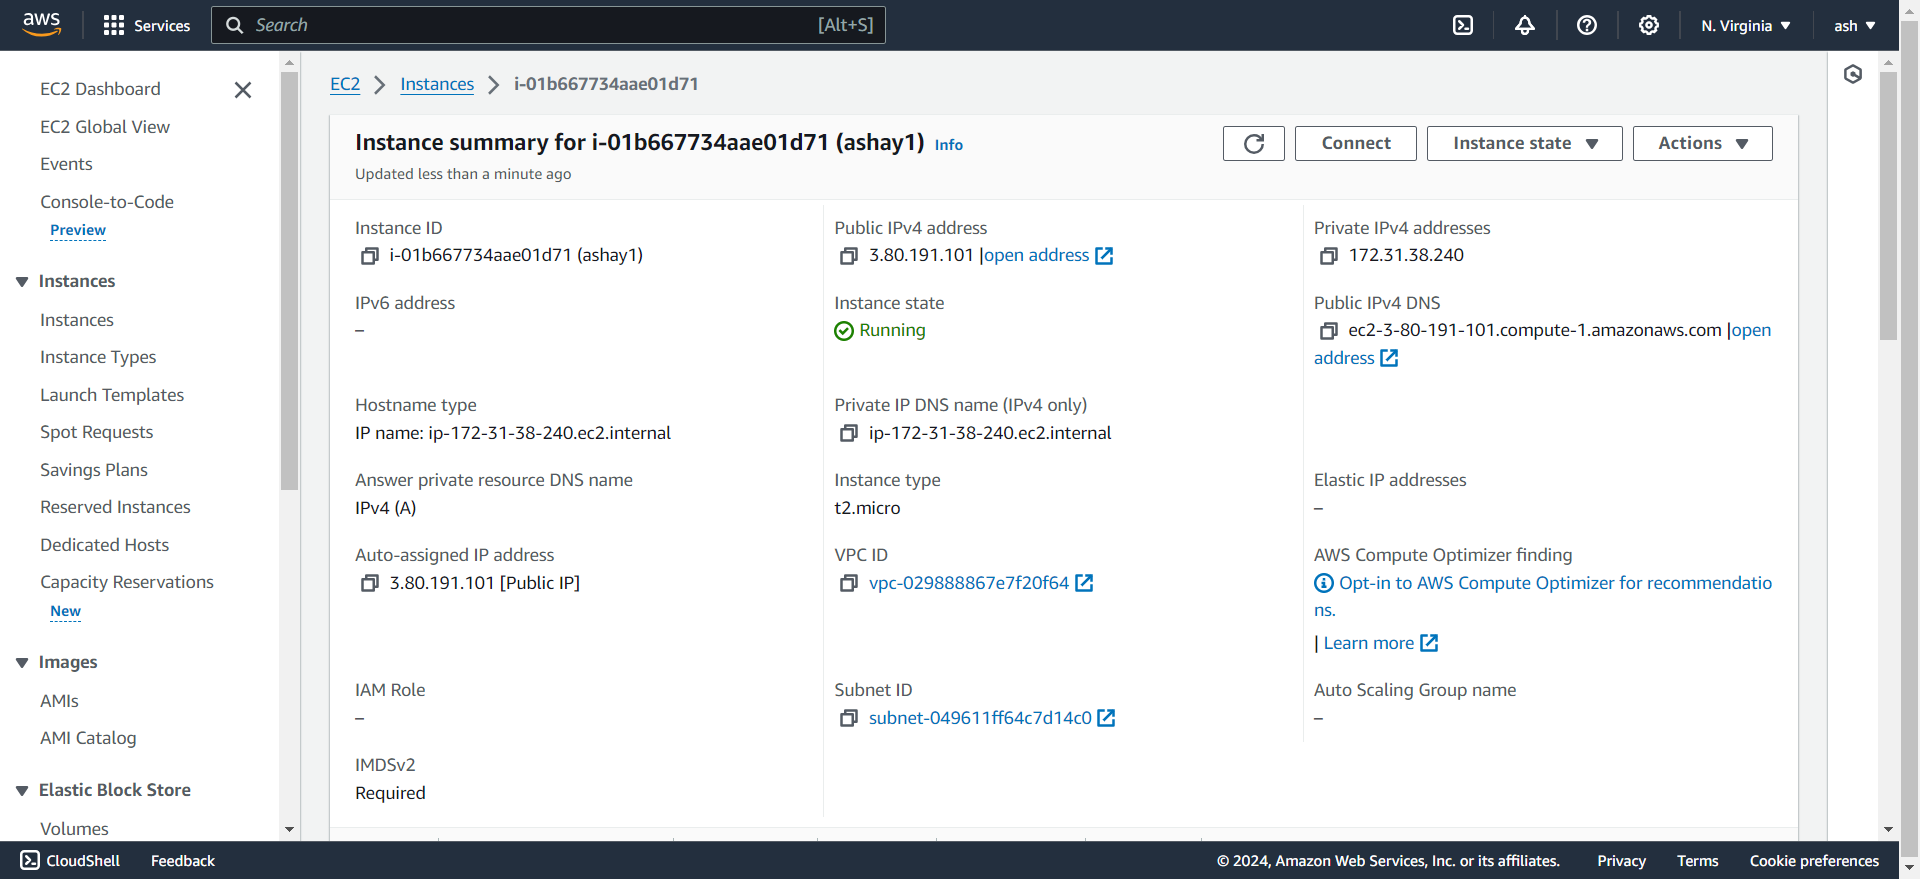 aws
Services
Search
[Alt+S]
N. Virginia
ash
EC2 Dashboard
EC2 Global View
Events
Console-to-Code
Preview
Instances
Instances
Instance Types
Launch Templates
Spot Requests
Savings Plans
Reserved Instances
Dedicated Hosts
Capacity Reservations
New
Images
AMIs
AMI Catalog
Elastic Block Store
Volumes
EC2
Instances
i-01b667734aae01d71
Instance summary for i-01b667734aae01d71 (ashay1) Info
Updated less than a minute ago
Connect
Instance state
Actions
Instance ID
i-01b667734aae01d71 (ashay1)
Public IPv4 address
3.80.191.101 |open address
Private IPv4 addresses
172.31.38.240
IPv6 address
–
Instance state
Running
Public IPv4 DNS
ec2-3-80-191-101.compute-1.amazonaws.com |open
address
Hostname type
IP name: ip-172-31-38-240.ec2.internal
Private IP DNS name (IPv4 only)
ip-172-31-38-240.ec2.internal
Answer private resource DNS name
IPv4 (A)
Instance type
t2.micro
Elastic IP addresses
–
Auto-assigned IP address
3.80.191.101 [Public IP]
VPC ID
vpc-029888867e7f20f64
AWS Compute Optimizer finding
Opt-in to AWS Compute Optimizer for recommendatio
ns.
| Learn more
IAM Role
–
Subnet ID
subnet-049611ff64c7d14c0
Auto Scaling Group name
–
IMDSv2
Required
CloudShell
Feedback
© 2024, Amazon Web Services, Inc. or its affiliates.
Privacy
Terms
Cookie preferences